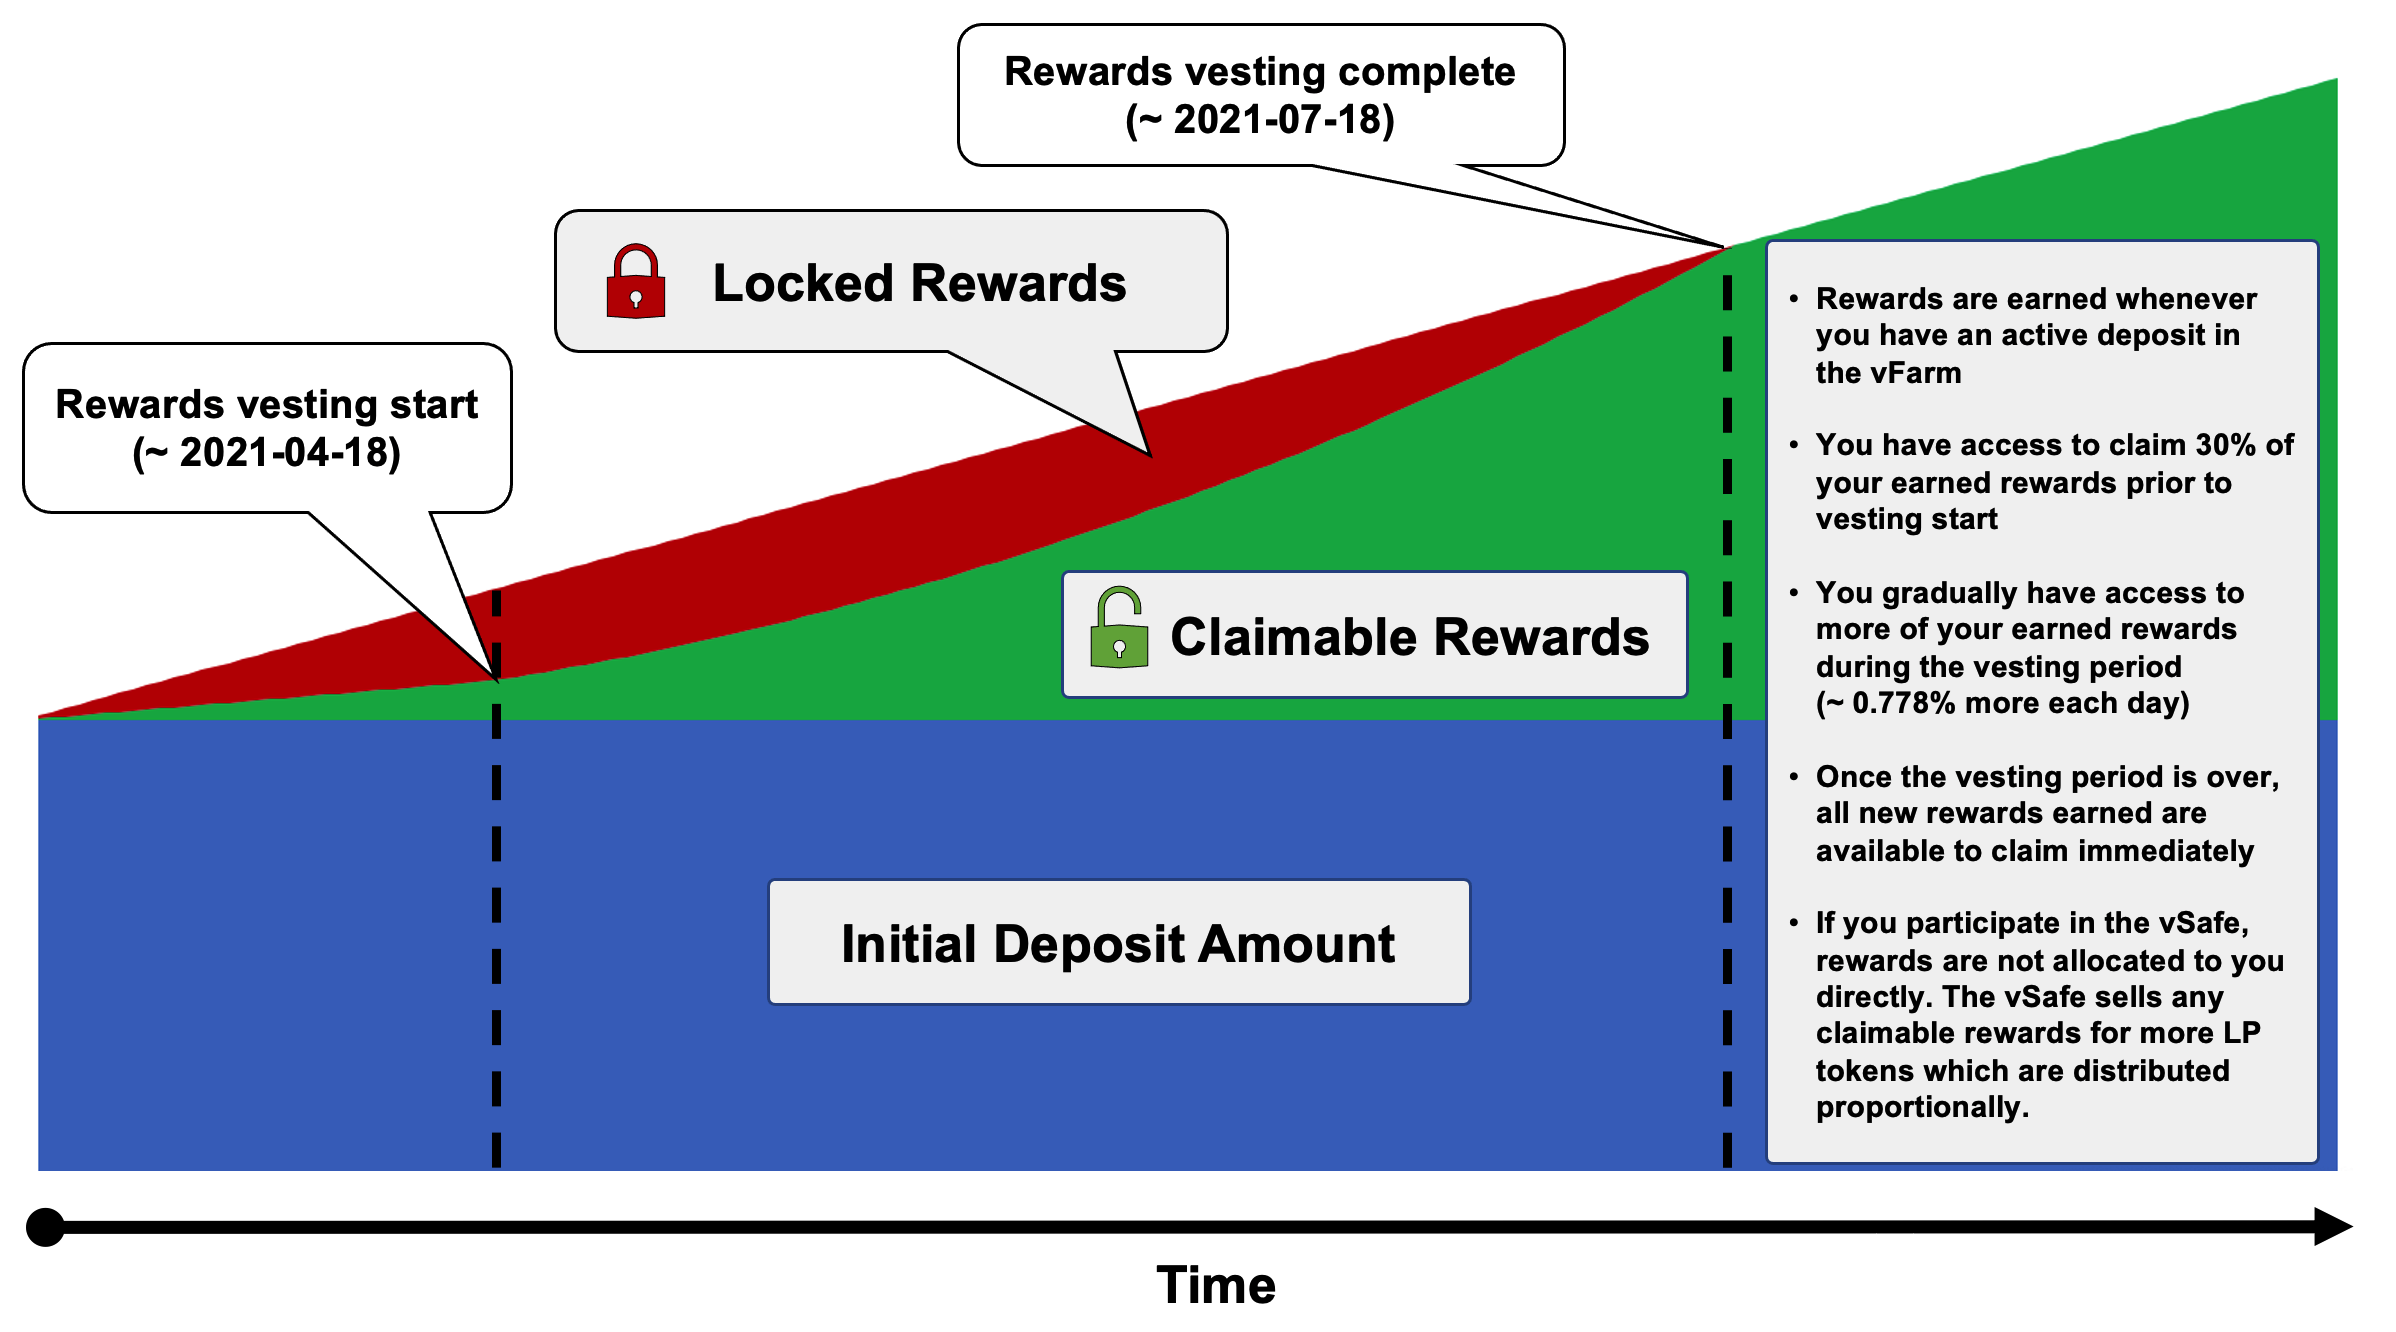 Rewards vesting complete
(~ 2021-07-18)
Locked Rewards
Rewards vesting start
(~ 2021-04-18)
Claimable Rewards
Initial Deposit Amount
• Rewards are earned whenever
you have an active deposit in
the vFarm
• You have access to claim 30% of
your earned rewards prior to
vesting start
• You gradually have access to
more of your earned rewards
during the vesting period
(~ 0.778% more each day)
• Once the vesting period is over,
all new rewards earned are
available to claim immediately
• If you participate in the vSafe,
rewards are not allocated to you
directly. The vSafe sells any
claimable rewards for more LP
tokens which are distributed
proportionally.
Time